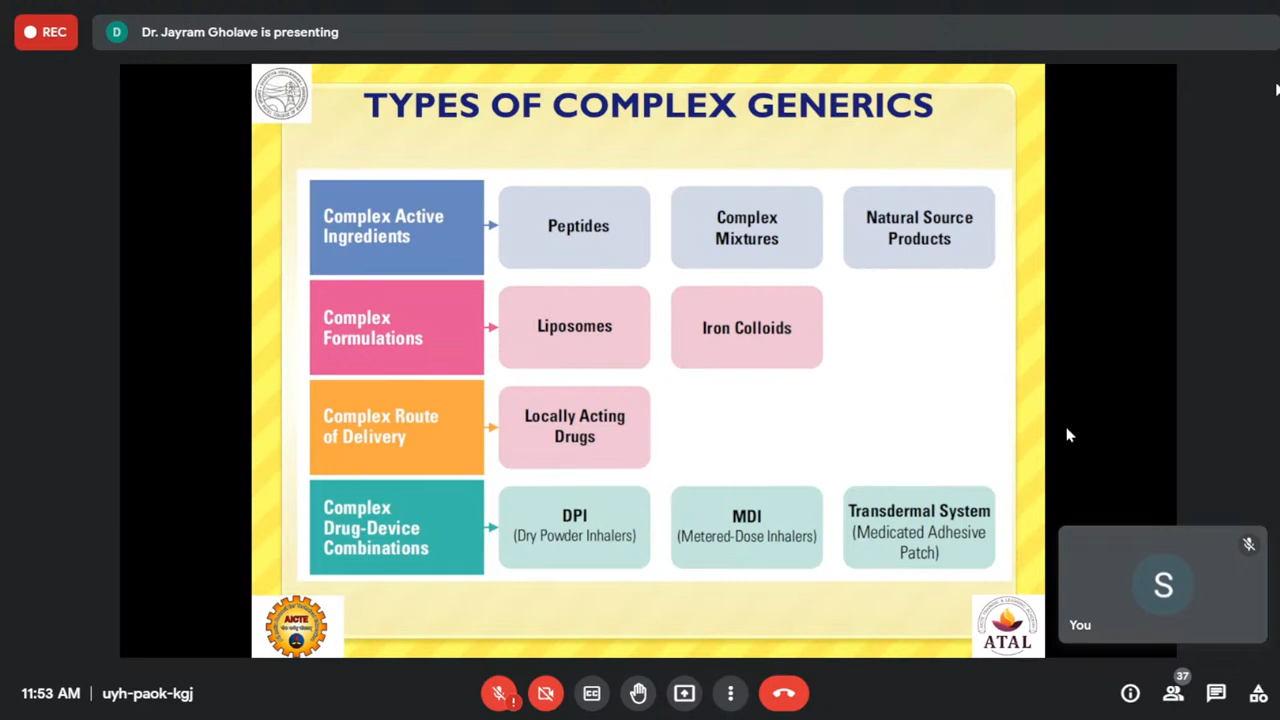 REC
D
Dr. Jayram Gholave is presenting
TYPES OF COMPLEX GENERICS
Complex Active
Ingredients
Peptides
Complex
Mixtures
Natural Source
Products
Complex
Formulations
Liposomes
Iron Colloids
Complex Route
of Delivery
Locally Acting
Drugs
Complex
Drug-Device
Combinations
DPI
(Dry Powder Inhalers)
MDI
(Metered-Dose Inhalers)
Transdermal System
(Medicated Adhesive
Patch)
AICTE
ATAL
S
You
11:53 AM | uyh-paok-kgj
37